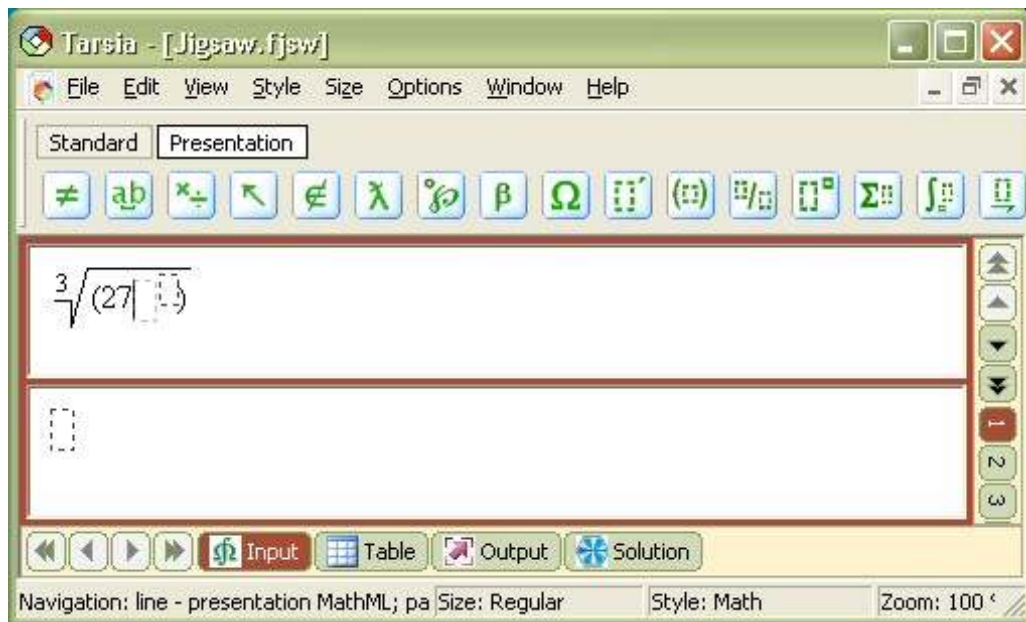 Tarsia - [Jigsaw.fjsw]
File Edit View Style Size Options Window Help
Standard Presentation
≠ ab ×÷ ↖ ∉ λ °℘ β Ω [] ′ () / [] Σ ∫
3√(27 )
1
2
3
Input Table Output Solution
Navigation: line - presentation MathML; pa Size: Regular Style: Math Zoom: 100 %